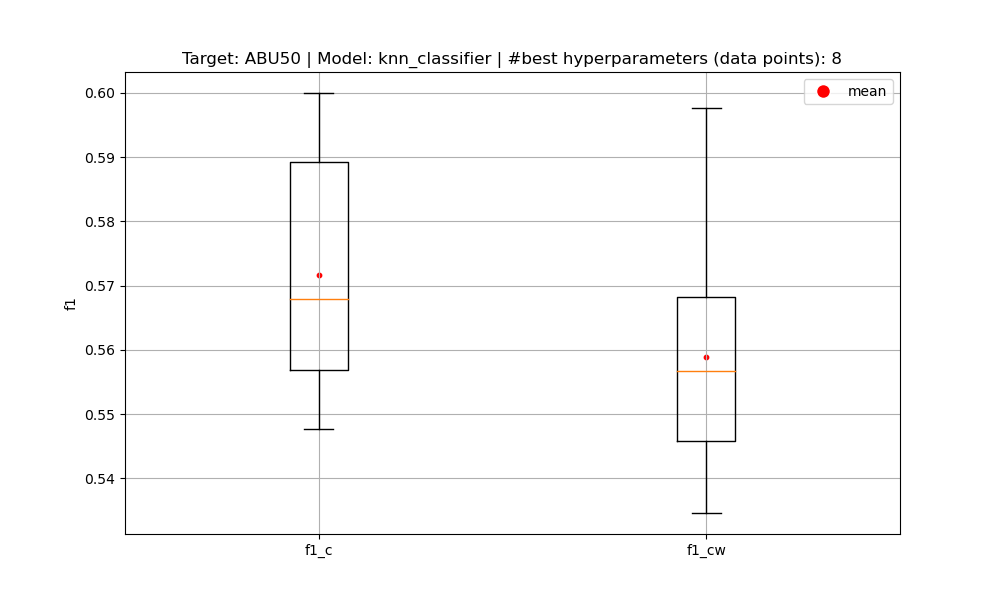 Target: ABU50 | Model: knn_classifier | #best hyperparameters (data points): 8
mean
0.60
0.59
0.58
0.57
0.56
0.55
0.54
f1
f1_c
f1_cw